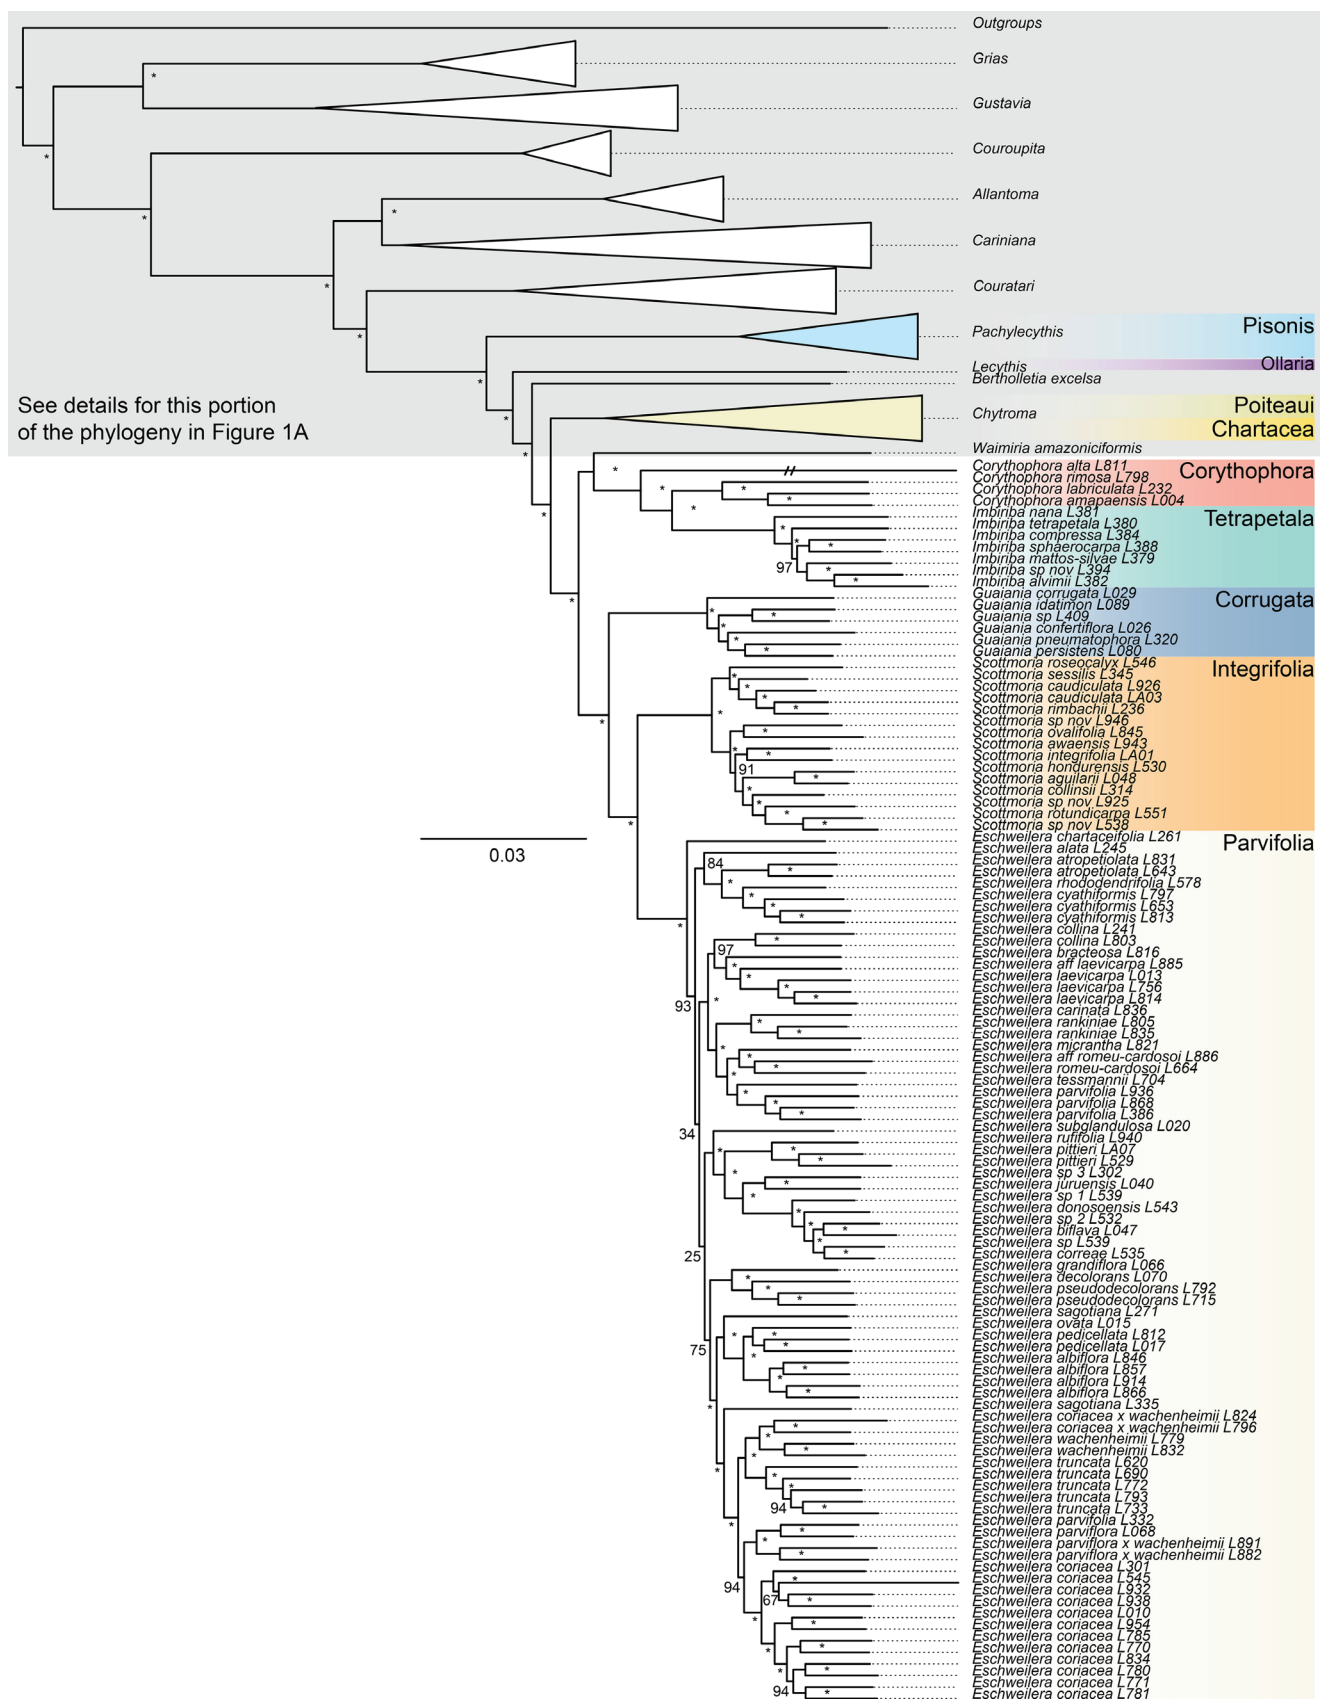 Outgroups
Grias
Gustavia
Couroupita
Allantoma
Cariniana
Couratari
Pachylecythis
Pisonis
Lecythis
Ollaria
Bertholletia excelsa
See details for this portion
of the phylogeny in Figure 1A
Chytroma
Poiteaui
Chartacea
Waimiria amazoniciformis
Corythophora alta L811
Corythophora
Corythophora rimosa L798
Corythophora labriculata L232
Corythophora amapaensis L004
Imbiriba nana L381
Tetrapetala
Imbiriba tetrapetala L380
Imbiriba compressa L384
Imbiriba sphaerocarpa L388
Imbiriba mattos-silvae L379
97
Imbiriba sp nov L394
Imbiriba alvimii L382
Guaiania corrugata L029
Corrugata
Guaiania idatimon L089
Guaiania sp L409
Guaiania confertiflora L026
Guaiania pneumatophora L320
Guaiania persistens L080
Scottmoria roseocalyx L546
Integrifolia
Scottmoria sessilis L345
Scottmoria caudiculata L926
Scottmoria caudiculata LA03
Scottmoria rimbachii L236
Scottmoria sp nov L946
Scottmoria ovalifolia L845
Scottmoria awaensis L943
Scottmoria integrifolia LA01
91
Scottmoria hondurensis L530
Scottmoria aguilarii L048
Scottmoria collinsii L314
Scottmoria sp nov L925
Scottmoria rotundicarpa L551
Scottmoria sp nov L538
0.03
Eschweilera chartaceifolia L261
Parvifolia
Eschweilera alata L245
84
Eschweilera atropetiolata L831
Eschweilera atropetiolata L643
Eschweilera rhododendrifolia L578
Eschweilera cyathiformis L797
Eschweilera cyathiformis L653
Eschweilera cyathiformis L813
Eschweilera collina L241
Eschweilera collina L803
97
Eschweilera bracteosa L816
Eschweilera aff laevicarpa L885
Eschweilera laevicarpa L013
Eschweilera laevicarpa L756
Eschweilera laevicarpa L814
93
Eschweilera carinata L836
Eschweilera rankiniae L805
Eschweilera rankiniae L835
Eschweilera micrantha L821
Eschweilera aff romeu-cardosoi L886
Eschweilera romeu-cardosoi L664
Eschweilera tessmannii L704
Eschweilera parvifolia L936
Eschweilera parvifolia L868
Eschweilera parvifolia L386
Eschweilera subglandulosa L020
34
Eschweilera rufifolia L940
Eschweilera pittieri LA07
Eschweilera pittieri L529
Eschweilera sp 3 L302
Eschweilera juruensis L040
Eschweilera sp 1 L539
Eschweilera donosoensis L543
Eschweilera sp 2 L532
Eschweilera biflava L047
Eschweilera sp L539
Eschweilera correae L535
25
Eschweilera grandiflora L066
Eschweilera decolorans L070
Eschweilera pseudodecolorans L792
Eschweilera pseudodecolorans L715
Eschweilera sagotiana L271
Eschweilera ovata L015
Eschweilera pedicellata L812
Eschweilera pedicellata L017
75
Eschweilera albiflora L846
Eschweilera albiflora L857
Eschweilera albiflora L914
Eschweilera albiflora L866
Eschweilera sagotiana L335
Eschweilera coriacea x wachenheimii L824
Eschweilera coriacea x wachenheimii L796
Eschweilera wachenheimii L779
Eschweilera wachenheimii L832
Eschweilera truncata L620
Eschweilera truncata L690
Eschweilera truncata L772
Eschweilera truncata L793
94
Eschweilera truncata L733
Eschweilera parvifolia L332
Eschweilera parviflora L068
Eschweilera parviflora x wachenheimii L891
Eschweilera parviflora x wachenheimii L882
Eschweilera coriacea L301
Eschweilera coriacea L545
94
Eschweilera coriacea L932
67
Eschweilera coriacea L938
Eschweilera coriacea L010
Eschweilera coriacea L954
Eschweilera coriacea L785
Eschweilera coriacea L770
Eschweilera coriacea L834
Eschweilera coriacea L780
Eschweilera coriacea L771
94
Eschweilera coriacea L781